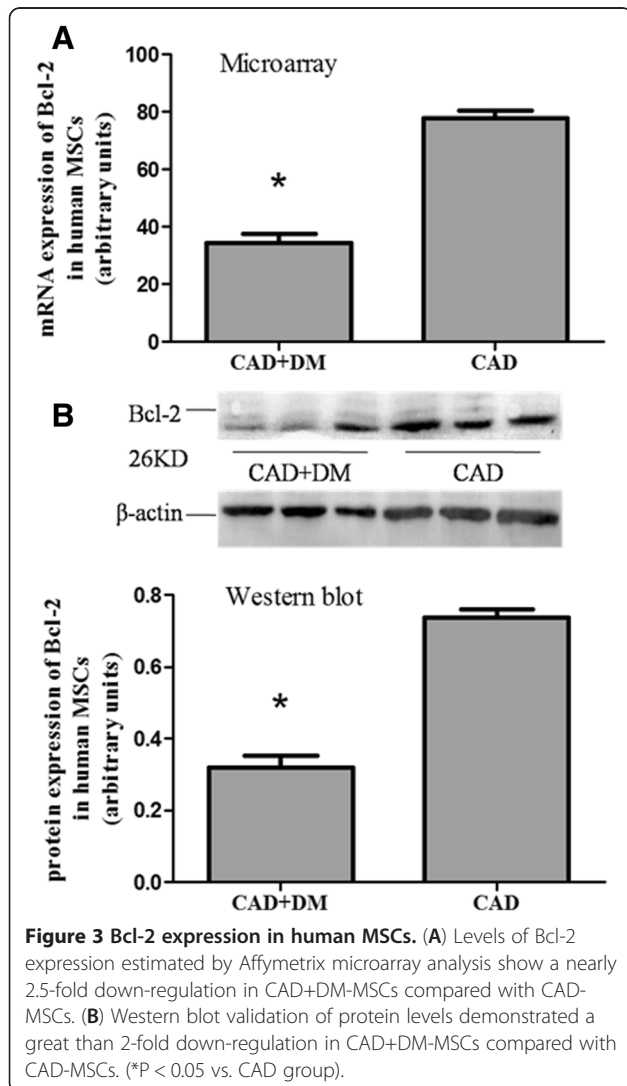 A
Microarray
mRNA expression of Bcl-2
in human MSCs
(arbitrary units)
100
80
60
40
20
0
*
CAD+DM
CAD
B
Bcl-2
26KD
CAD+DM
CAD
β-actin
Western blot
protein expression of Bcl-2
in human MSCs
(arbitrary units)
0.8
0.6
0.4
0.2
0.0
*
CAD+DM
CAD
Figure 3 Bcl-2 expression in human MSCs. (A) Levels of Bcl-2
expression estimated by Affymetrix microarray analysis show a nearly
2.5-fold down-regulation in CAD+DM-MSCs compared with CAD-
MSCs. (B) Western blot validation of protein levels demonstrated a
great than 2-fold down-regulation in CAD+DM-MSCs compared with
CAD-MSCs. (*P < 0.05 vs. CAD group).